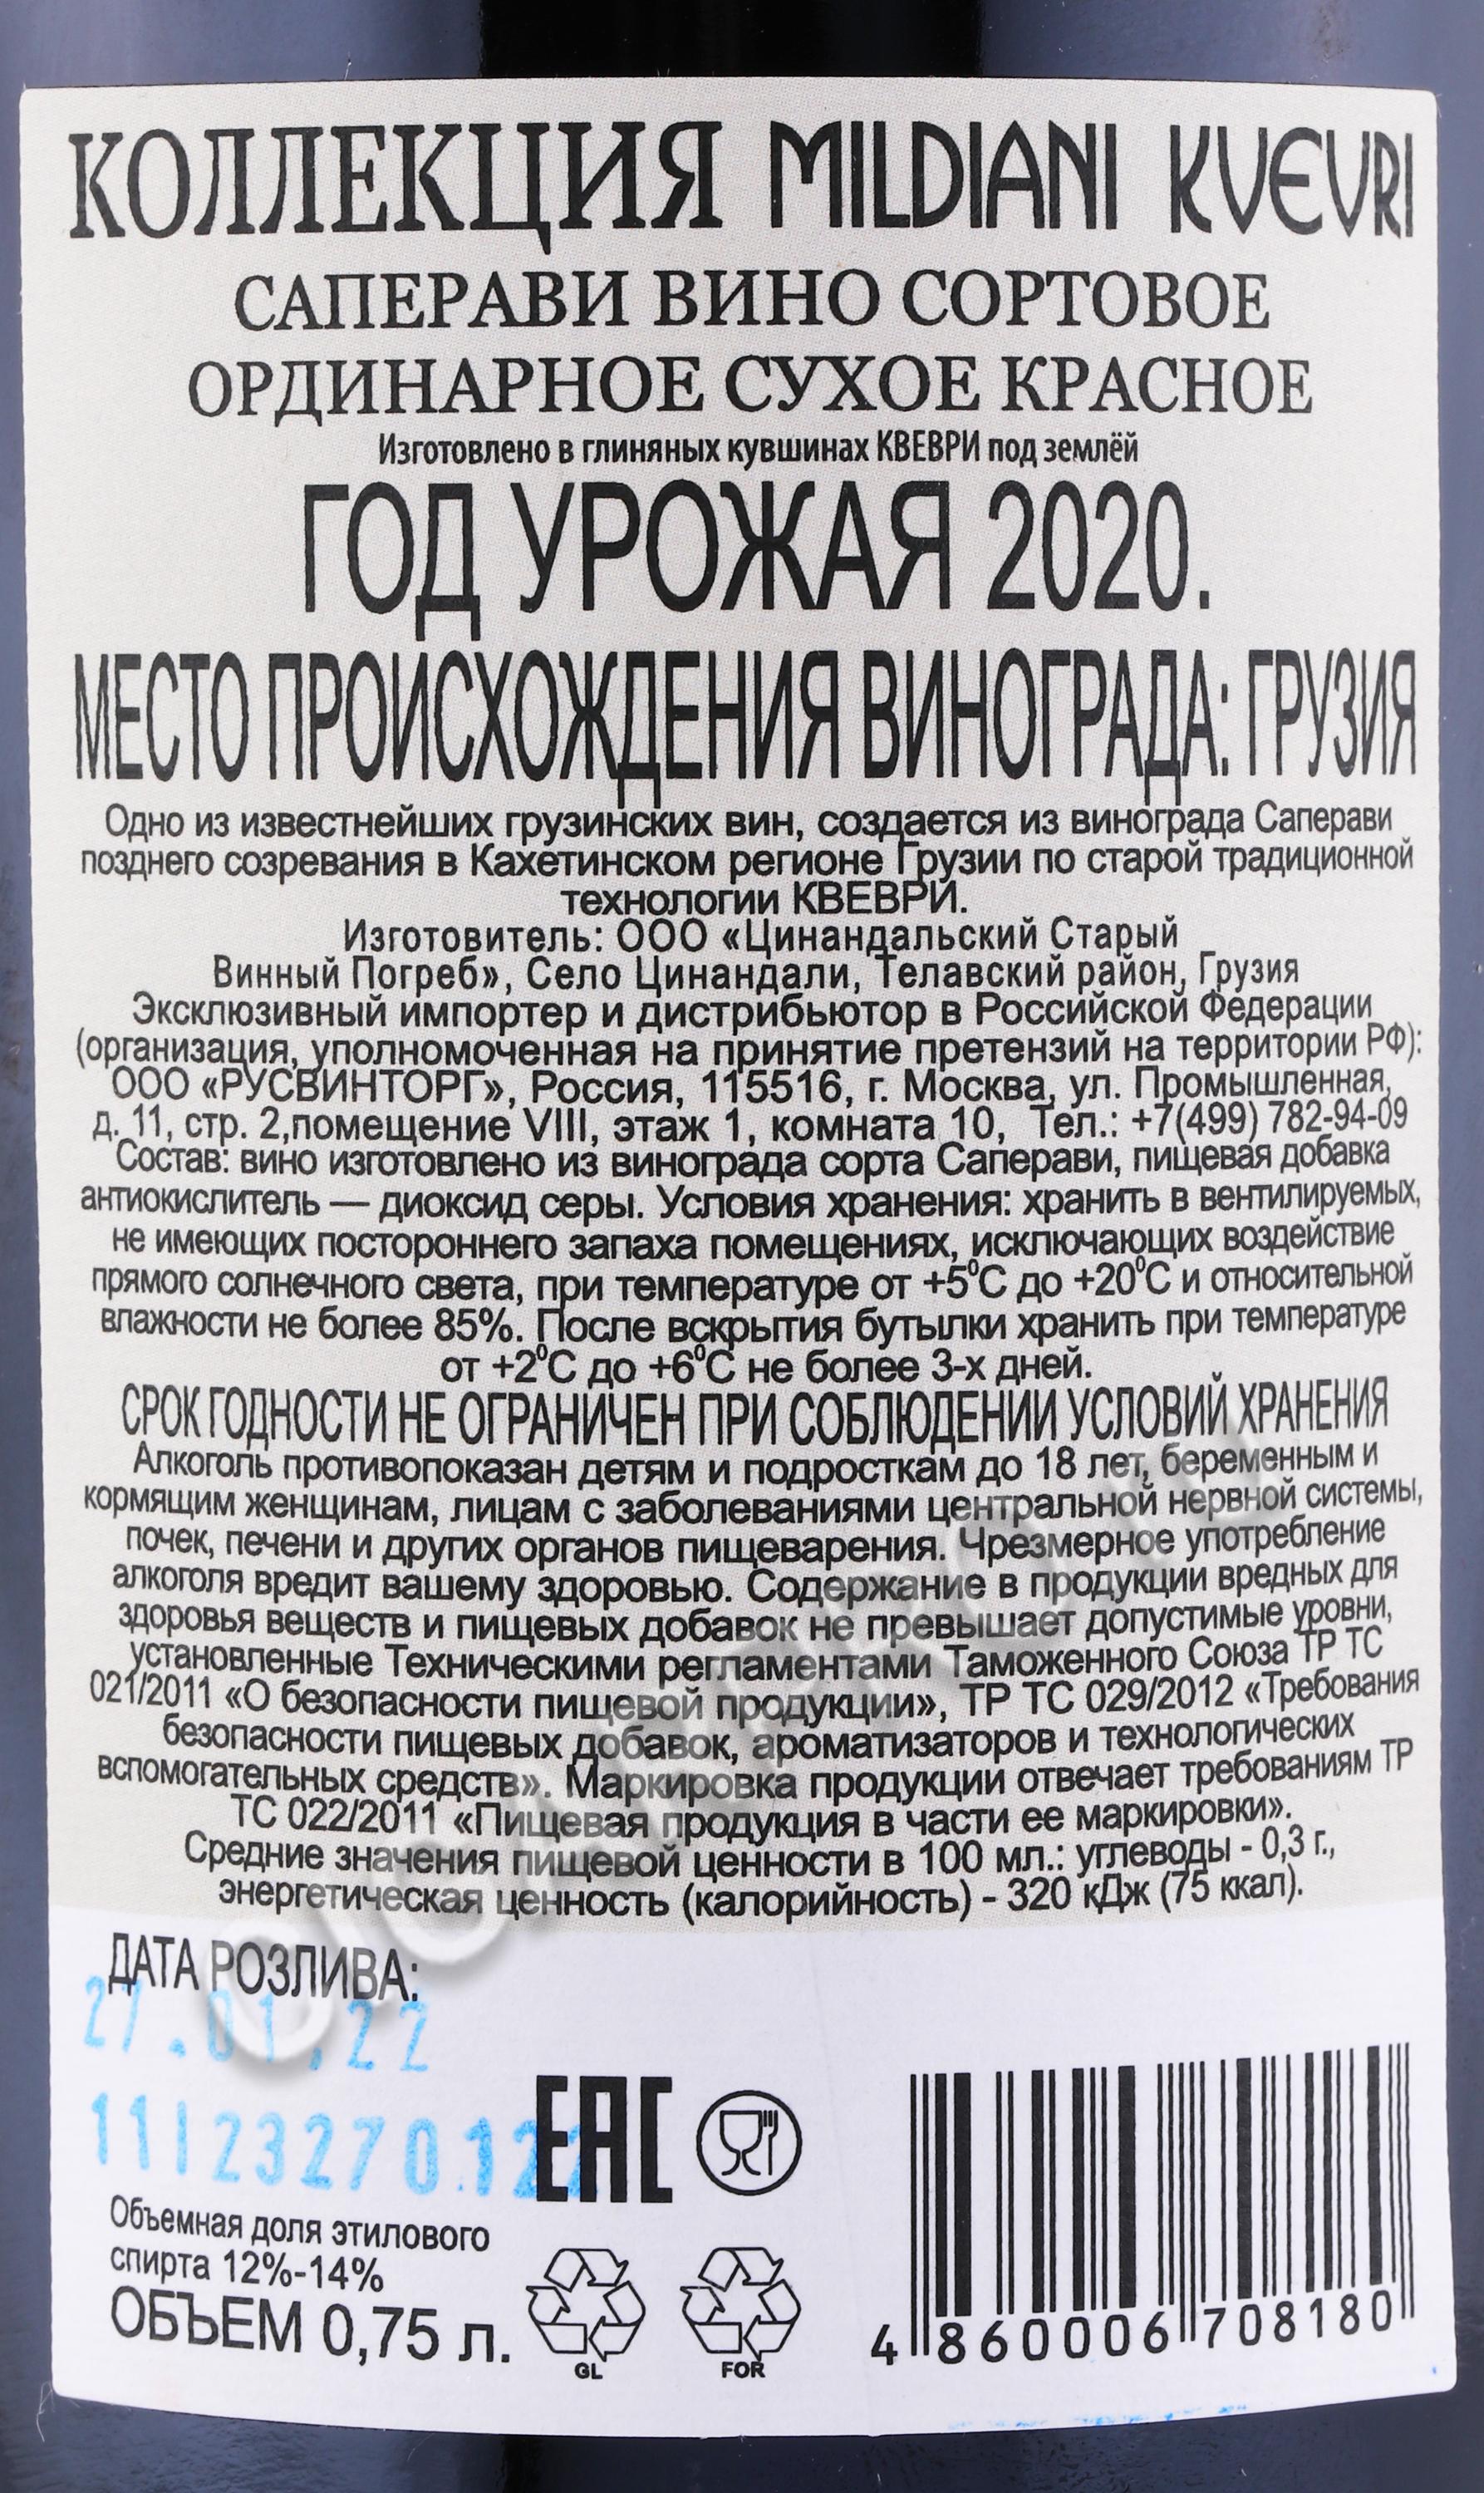 КОЛЛЕКЦИЯ MILDIANI KVEVRI
САПЕРАВИ ВИНО СОРТОВОЕ
ОРДИНАРНОЕ СУХОЕ КРАСНОЕ
Изготовлено в глиняных кувшинах КВЕВРИ под землёй
ГОД УРОЖАЯ 2020.
МЕСТО ПРОИСХОЖДЕНИЯ ВИНОГРАДА: ГРУЗИЯ
Одно из известнейших грузинских вин, создается из винограда Саперави
позднего созревания в Кахетинском регионе Грузии по старой традиционной
технологии КВЕВРИ.
Изготовитель: ООО «Цинандальский Старый
Винный Погреб», Село Цинандали, Телавский район, Грузия
Эксклюзивный импортер и дистрибьютор в Российской Федерации
(организация, уполномоченная на принятие претензий на территории РФ):
ООО «РУСВИНТОРГ», Россия, 115516, г. Москва, ул. Промышленная,
д. 11, стр. 2,помещение VIII, этаж 1, комната 10, Тел.: +7(499) 782-94-09
Состав: вино изготовлено из винограда сорта Саперави, пищевая добавка
антиокислитель — диоксид серы. Условия хранения: хранить в вентилируемых,
не имеющих постороннего запаха помещениях, исключающих воздействие
прямого солнечного света, при температуре от +5⁰С до +20⁰С и относительной
влажности не более 85%. После вскрытия бутылки хранить при температуре
от +2⁰С до +6⁰С не более 3-х дней.
СРОК ГОДНОСТИ НЕ ОГРАНИЧЕН ПРИ СОБЛЮДЕНИИ УСЛОВИЙ ХРАНЕНИЯ
Алкоголь противопоказан детям и подросткам до 18 лет, беременным и
кормящим женщинам, лицам с заболеваниями центральной нервной системы,
почек, печени и других органов пищеварения. Чрезмерное употребление
алкоголя вредит вашему здоровью. Содержание в продукции вредных для
здоровья веществ и пищевых добавок не превышает допустимые уровни,
установленные Техническими регламентами Таможенного Союза ТР ТС
021/2011 «О безопасности пищевой продукции», ТР ТС 029/2012 «Требования
безопасности пищевых добавок, ароматизаторов и технологических
вспомогательных средств». Маркировка продукции отвечает требованиям ТР
ТС 022/2011 «Пищевая продукция в части ее маркировки».
Средние значения пищевой ценности в 100 мл.: углеводы - 0,3 г.,
энергетическая ценность (калорийность) - 320 кДж (75 ккал).
ДАТА РОЗЛИВА:
27.01.22
EAC
Объемная доля этилового
спирта 12%-14%
ОБЪЕМ 0,75 л.
GL
FOR
4 860006 708180